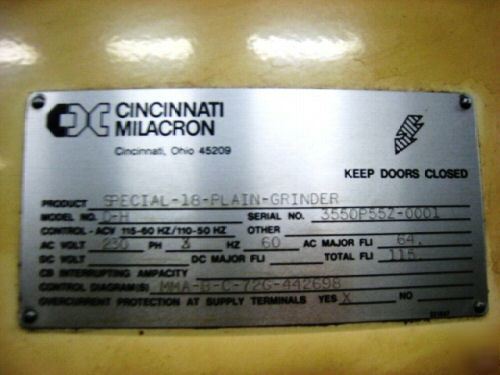 CINCINNATI
MILACRON
Cincinnati, Ohio 45209
KEEP DOORS CLOSED
PRODUCT SPECIAL-18-PLAIN-GRINDER
MODEL NO. D-H SERIAL NO. 3550P55Z-0001
CONTROL - ACV 115-60 HZ/110-50 HZ OTHER
AC VOLT 230 PH 3 HZ 60 AC MAJOR FLI 64.
DC VOLT DC MAJOR FLI TOTAL FLI 115
CB INTERRUPTING AMPACITY
CONTROL DIAGRAM(S) MMA-B-C-72G-442698
OVERCURRENT PROTECTION AT SUPPLY TERMINALS YES X NO